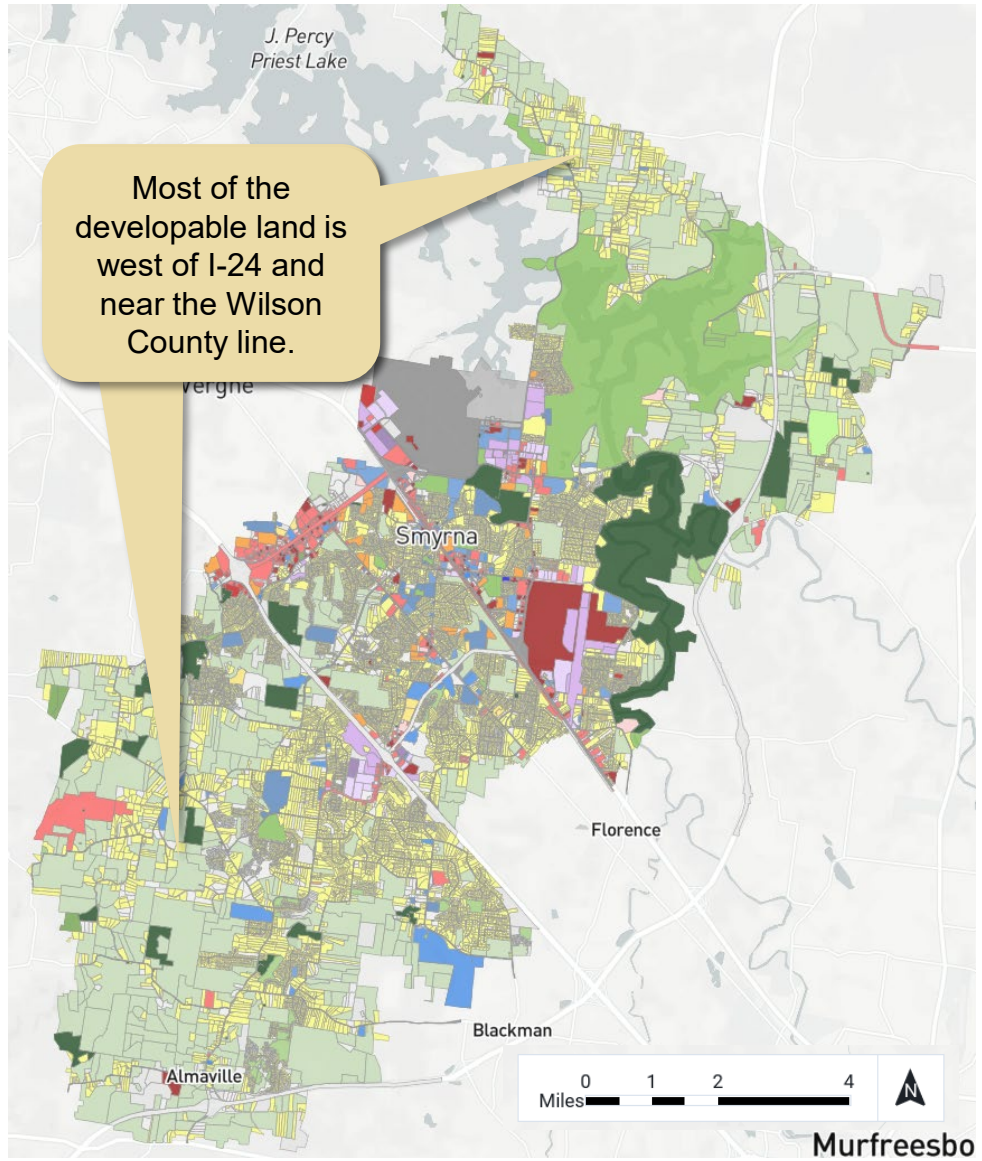 J. Percy
Priest Lake
Most of the
developable land is
west of I-24 and
near the Wilson
County line.
Vergne
Smyrna
Florence
Blackman
Almaville
0 1 2 4
Miles
N
Murfreesbo